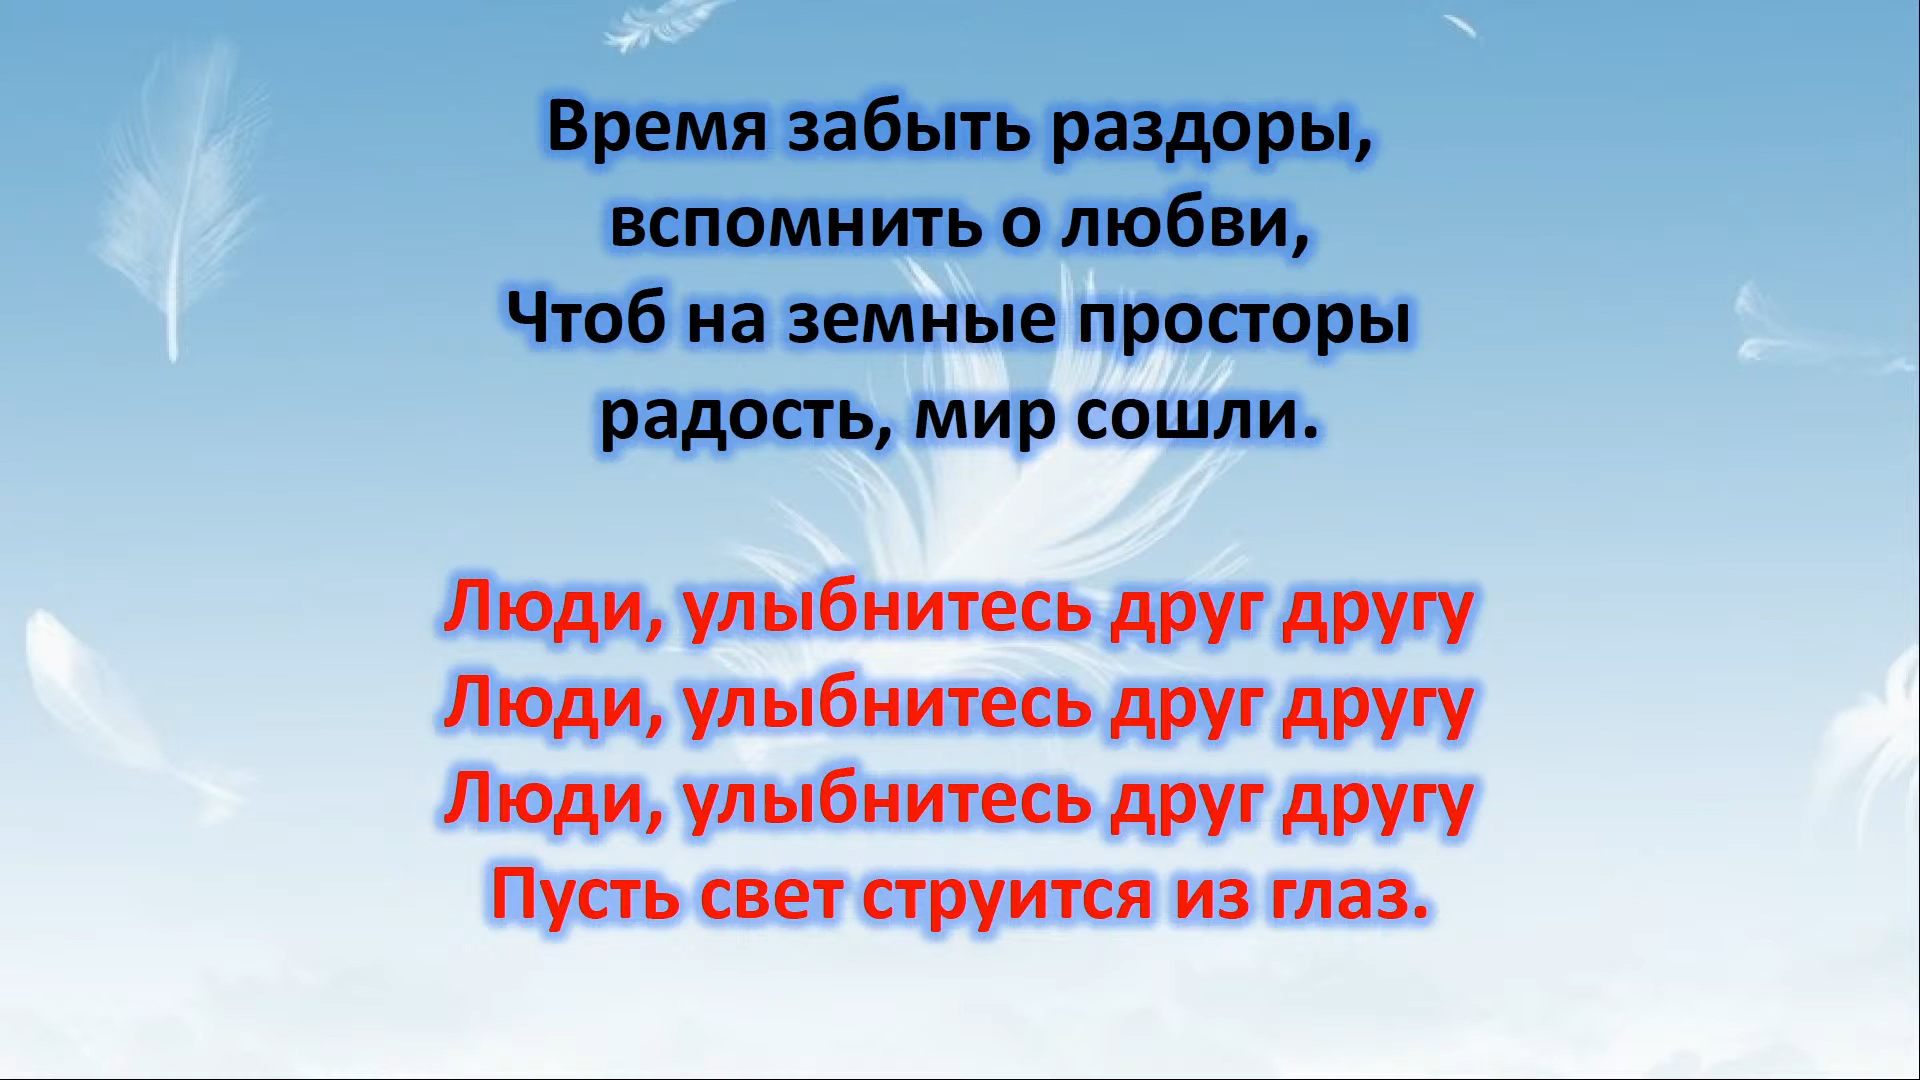 Время забыть раздоры,
вспомнить о любви,
Чтоб на земные просторы
радость, мир сошли.
Люди, улыбнитесь друг другу
Люди, улыбнитесь друг другу
Люди, улыбнитесь друг другу
Пусть свет струится из глаз.